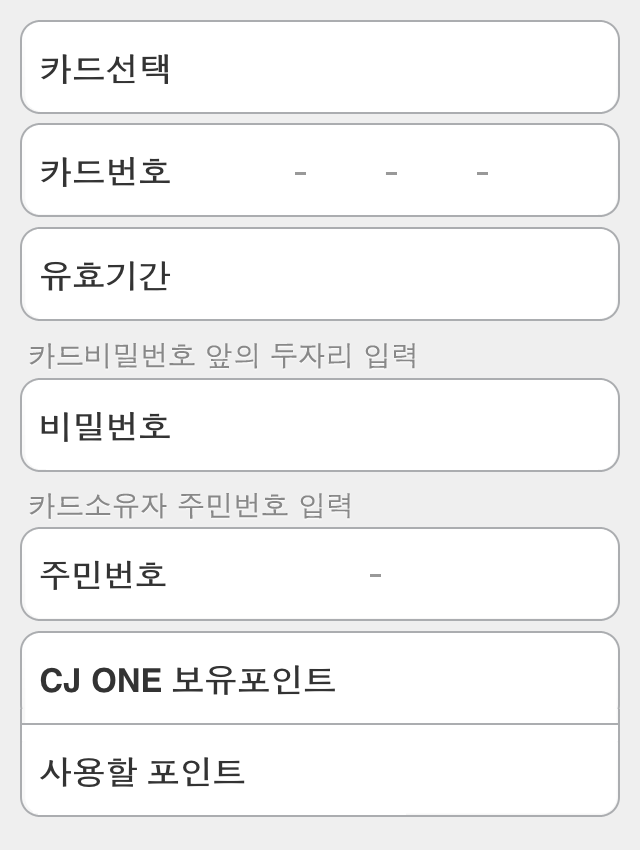 카드선택
카드번호 - - -
유효기간
카드비밀번호 앞의 두자리 입력
비밀번호
카드소유자 주민번호 입력
주민번호 -
CJ ONE 보유포인트
사용할 포인트